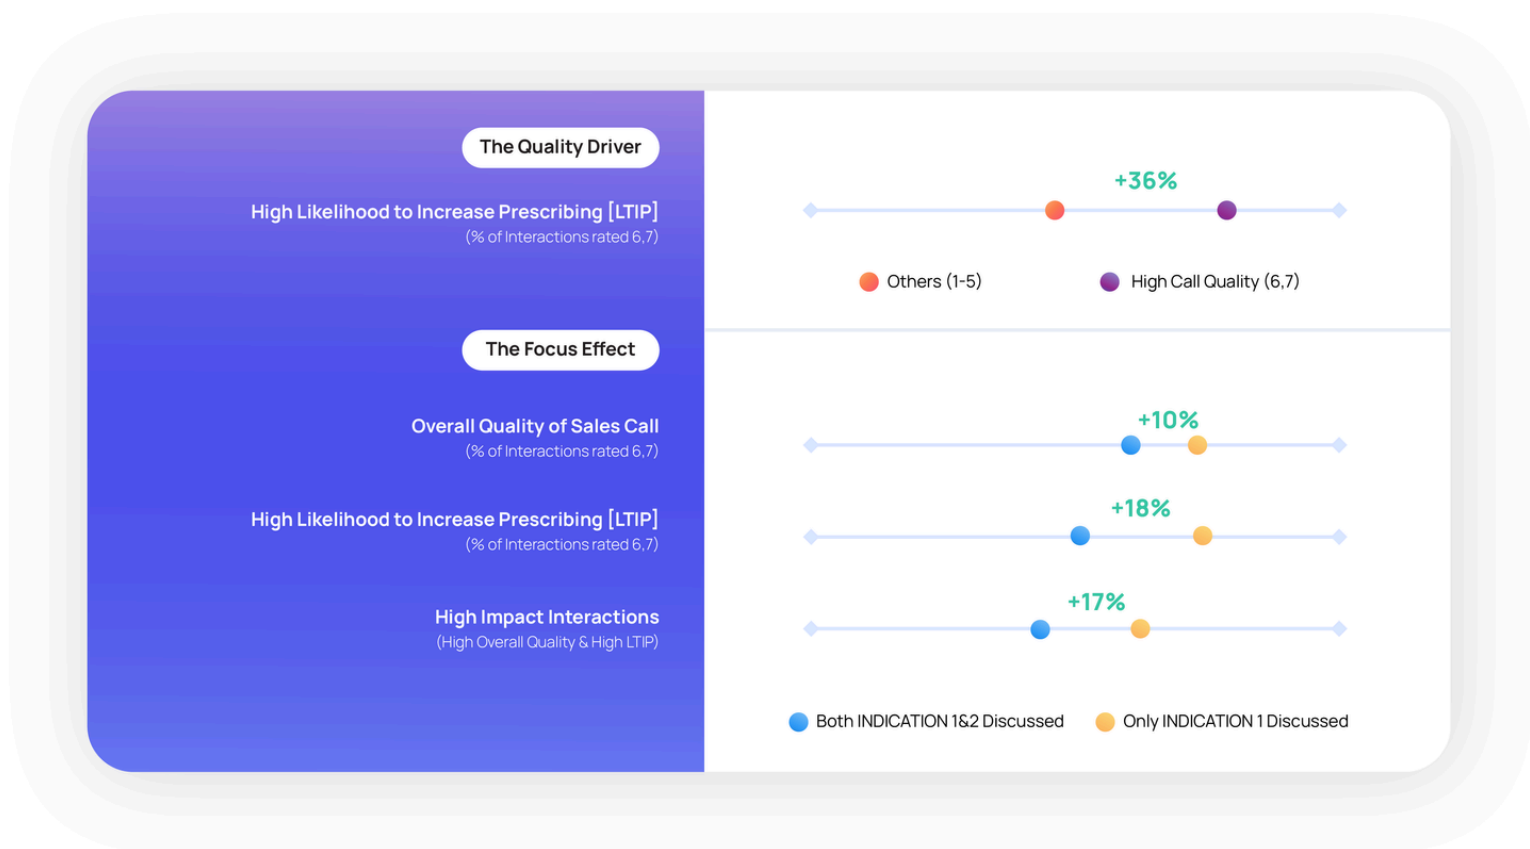 The Quality Driver
High Likelihood to Increase Prescribing [LTIP]
(% of Interactions rated 6,7)
+36%
Others (1-5)
High Call Quality (6,7)
The Focus Effect
Overall Quality of Sales Call
(% of Interactions rated 6,7)
+10%
High Likelihood to Increase Prescribing [LTIP]
(% of Interactions rated 6,7)
+18%
High Impact Interactions
(High Overall Quality & High LTIP)
+17%
Both INDICATION 1&2 Discussed
Only INDICATION 1 Discussed